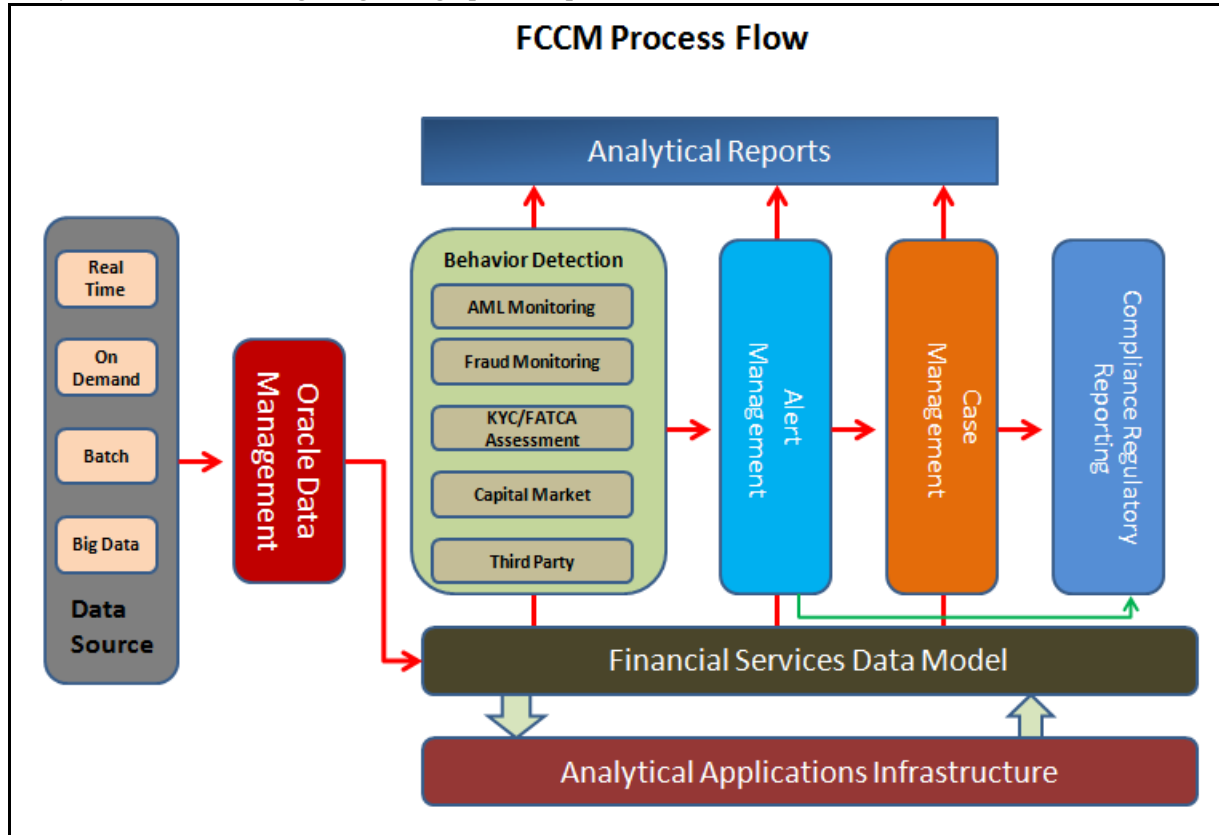 FCCM Process Flow
Analytical Reports
Real
Time
On
Demand
Batch
Big Data
Data
Source
Oracle Data
Management
Behavior Detection
AML Monitoring
Fraud Monitoring
KYC/FATCA
Assessment
Capital Market
Third Party
Alert
Management
Case
Management
Compliance Regulatory
Reporting
Financial Services Data Model
Analytical Applications Infrastructure